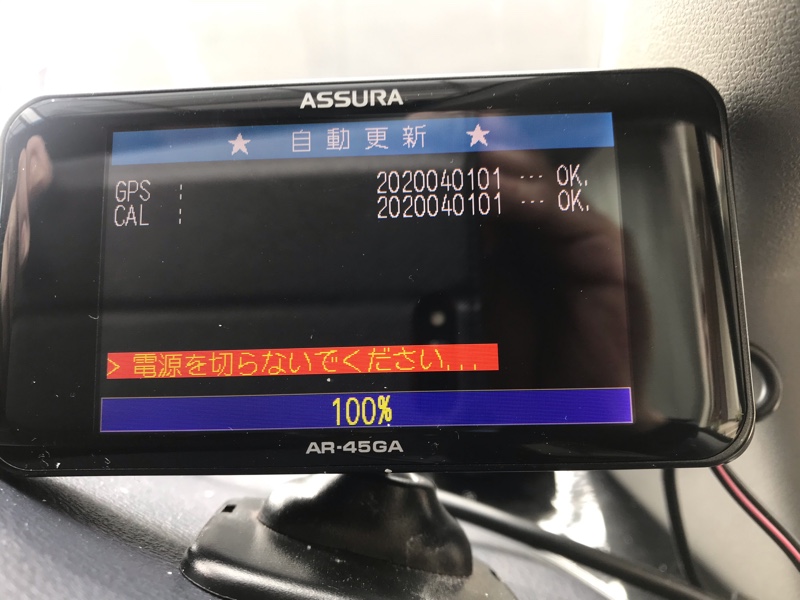 ASSURA
★ 自動更新 ★
GPS : 2020040101 --- OK.
CAL : 2020040101 --- OK.
> 電源を切らないでください...
100%
AR-45GA